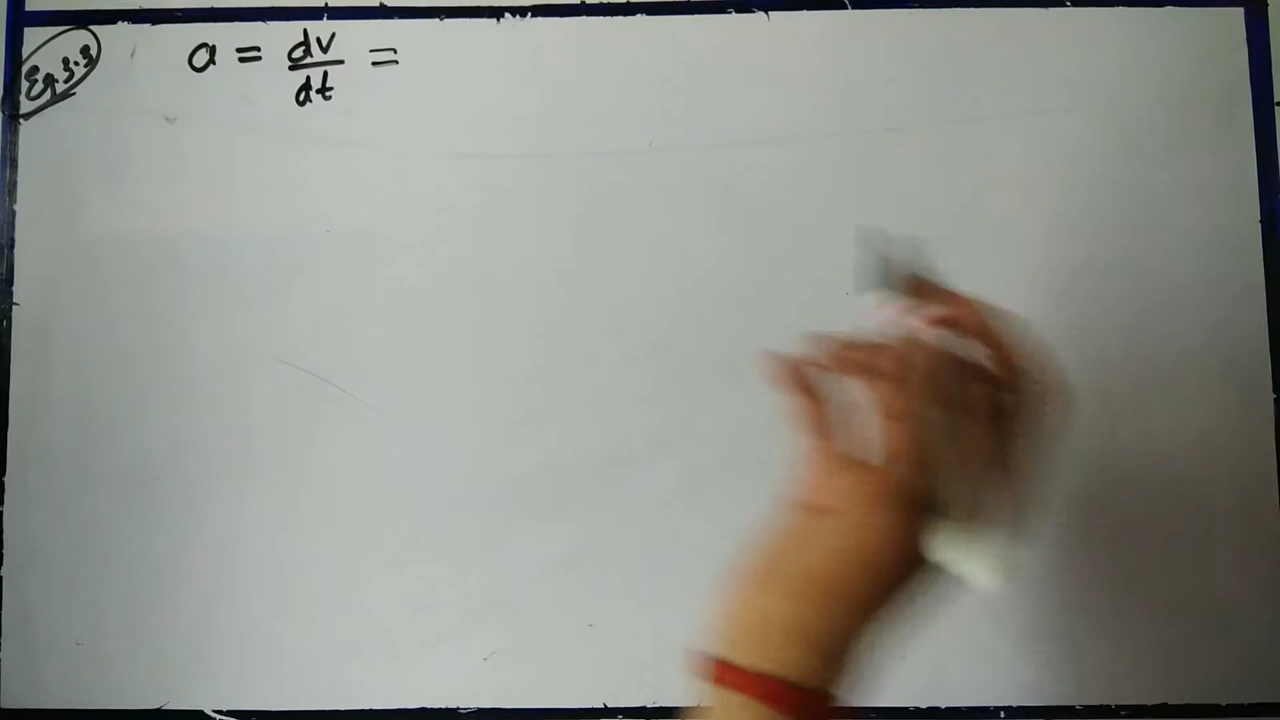 Eg. 3.3
a = dv/dt =